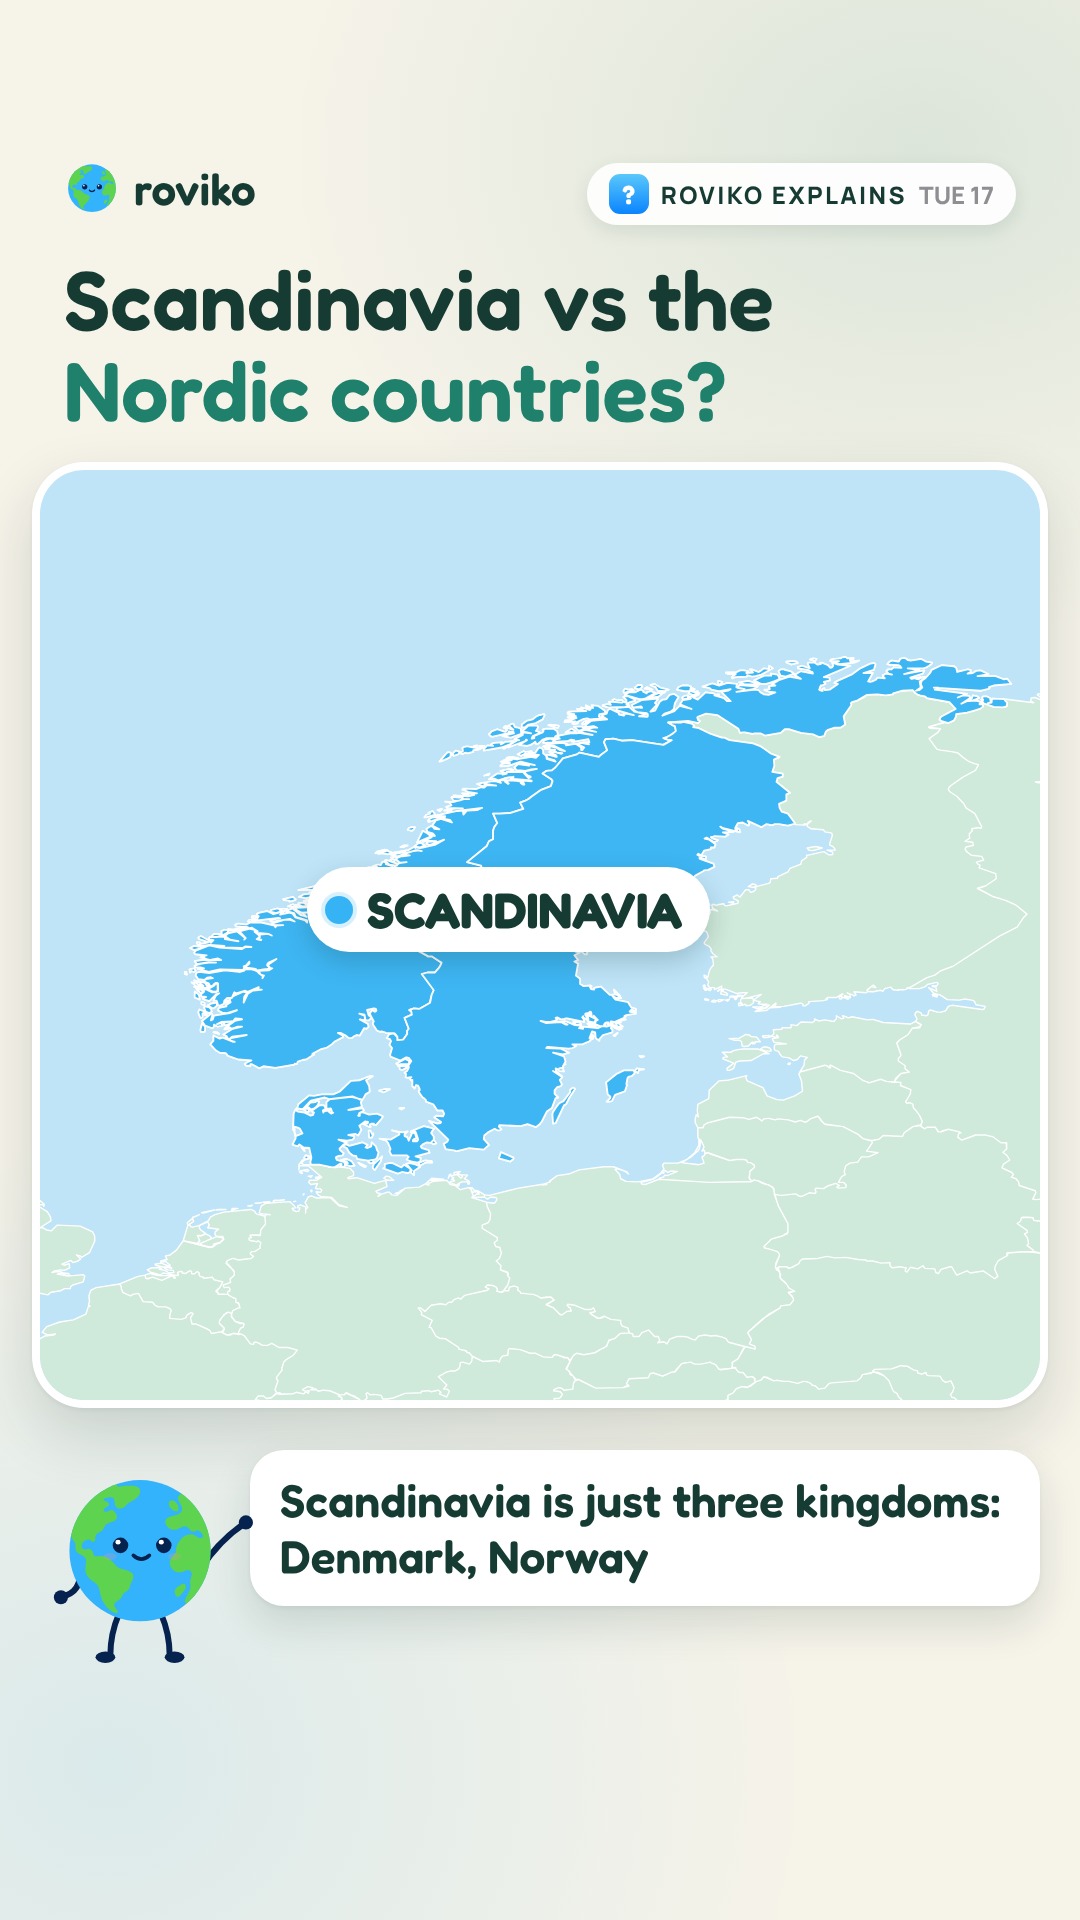 roviko
? ROVIKO EXPLAINS TUE 17
Scandinavia vs the
Nordic countries?
SCANDINAVIA
Scandinavia is just three kingdoms:
Denmark, Norway